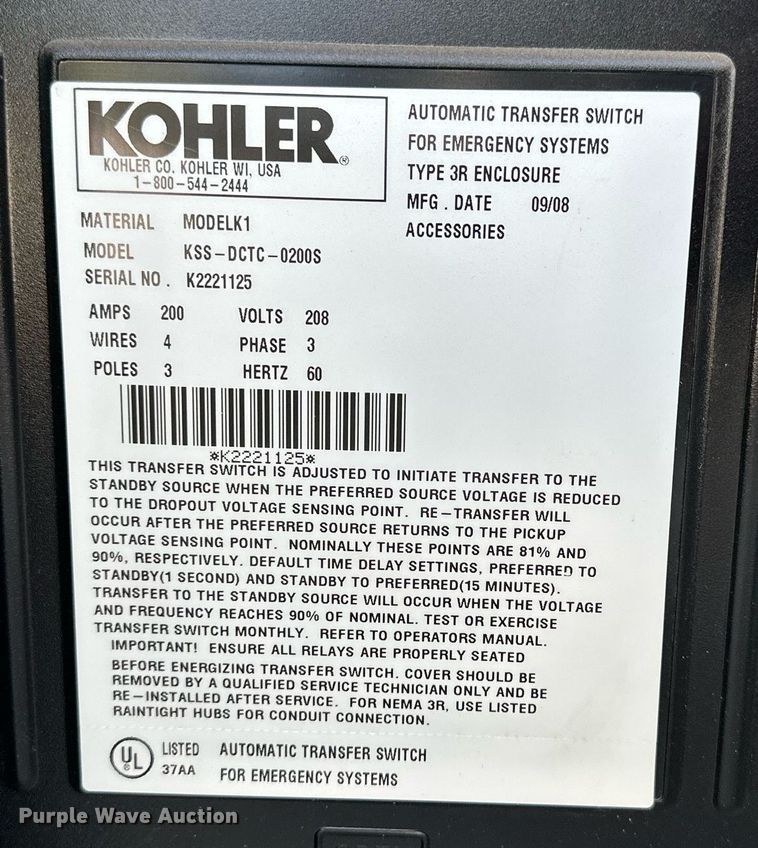 KOHLER®
KOHLER CO. KOHLER WI, USA
1-800-544-2444
AUTOMATIC TRANSFER SWITCH
FOR EMERGENCY SYSTEMS
TYPE 3R ENCLOSURE
MFG . DATE 09/08
ACCESSORIES
MATERIAL MODELK1
MODEL KSS-DCTC-0200S
SERIAL NO . K2221125
AMPS 200 VOLTS 208
WIRES 4 PHASE 3
POLES 3 HERTZ 60
*K2221125*
THIS TRANSFER SWITCH IS ADJUSTED TO INITIATE TRANSFER TO THE
STANDBY SOURCE WHEN THE PREFERRED SOURCE VOLTAGE IS REDUCED
TO THE DROPOUT VOLTAGE SENSING POINT. RE-TRANSFER WILL
OCCUR AFTER THE PREFERRED SOURCE RETURNS TO THE PICKUP
VOLTAGE SENSING POINT. NOMINALLY THESE POINTS ARE 81% AND
90%, RESPECTIVELY. DEFAULT TIME DELAY SETTINGS, PREFERRED TO
STANDBY(1 SECOND) AND STANDBY TO PREFERRED(15 MINUTES).
TRANSFER TO THE STANDBY SOURCE WILL OCCUR WHEN THE VOLTAGE
AND FREQUENCY REACHES 90% OF NOMINAL. TEST OR EXERCISE
TRANSFER SWITCH MONTHLY. REFER TO OPERATORS MANUAL.
IMPORTANT! ENSURE ALL RELAYS ARE PROPERLY SEATED
BEFORE ENERGIZING TRANSFER SWITCH. COVER SHOULD BE
REMOVED BY A QUALIFIED SERVICE TECHNICIAN ONLY AND BE
RE-INSTALLED AFTER SERVICE. FOR NEMA 3R, USE LISTED
RAINTIGHT HUBS FOR CONDUIT CONNECTION.
UL® LISTED AUTOMATIC TRANSFER SWITCH
37AA FOR EMERGENCY SYSTEMS
Purple Wave Auction